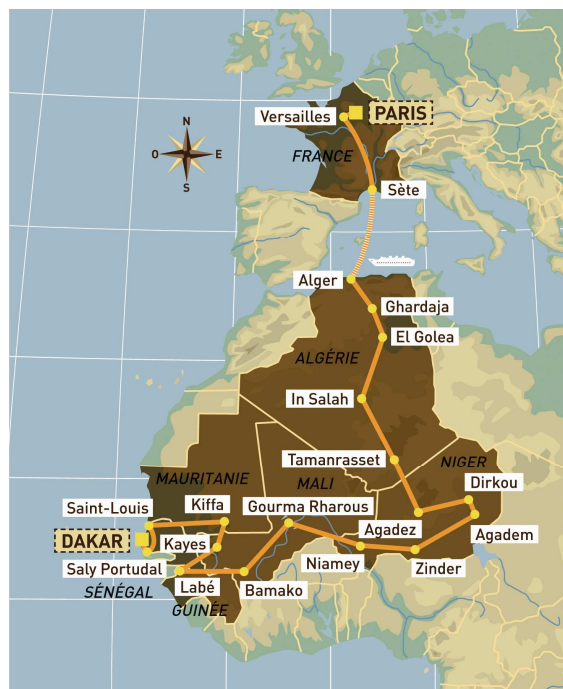 Versailles
PARIS
N
O
E
S
FRANCE
Sète
Alger
Ghardaja
El Golea
ALGÉRIE
In Salah
Tamanrasset
NIGER
MAURITANIE
MALI
Dirkou
Saint-Louis
Kiffa
Gourma Rharous
Agadez
Agadem
DAKAR
Kayes
Niamey
Zinder
Saly Portudal
Labé
Bamako
SÉNÉGAL
GUINÉE